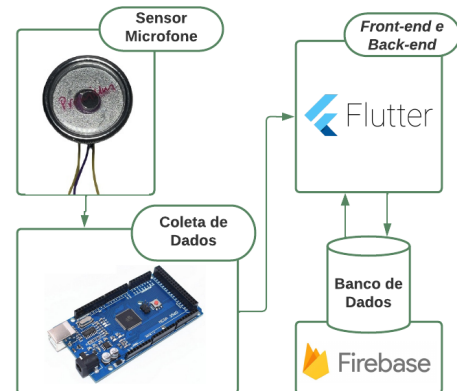 Sensor
Microfone
Front-end e
Back-end
Flutter
Coleta de
Dados
Banco de
Dados
Firebase